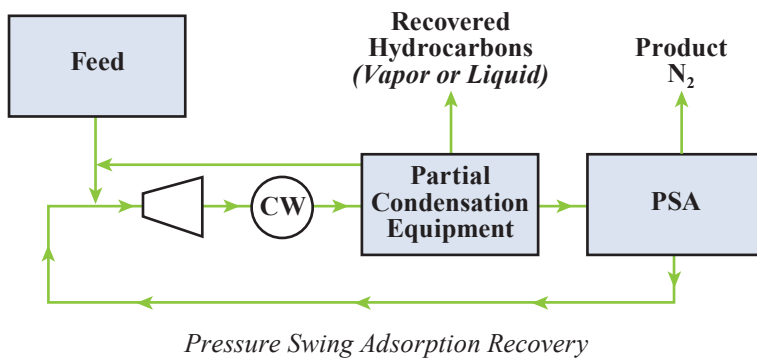 Feed
Recovered
Hydrocarbons
(Vapor or Liquid)
Product
N₂
CW
Partial
Condensation
Equipment
PSA
Pressure Swing Adsorption Recovery